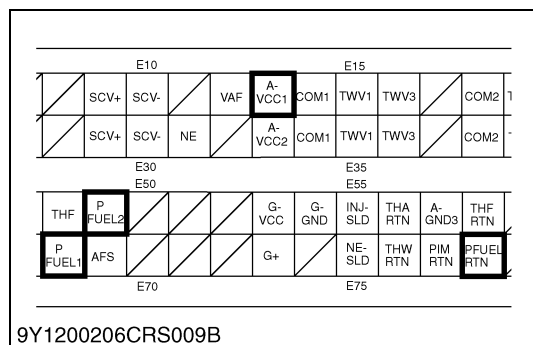 E10 E15
SCV+ SCV- VAF A-VCC1 COM1 TWV1 TWV3 COM2
SCV+ SCV- NE A-VCC2 COM1 TWV1 TWV3 COM2
E30 E35
E50 E55
THF P FUEL2 G-VCC G-GND INJ-SLD THA RTN A-GND3 THF RTN
P FUEL1 AFS G+ NE-SLD THW RTN PIM RTN PFUEL RTN
E70 E75
9Y1200206CRS009B